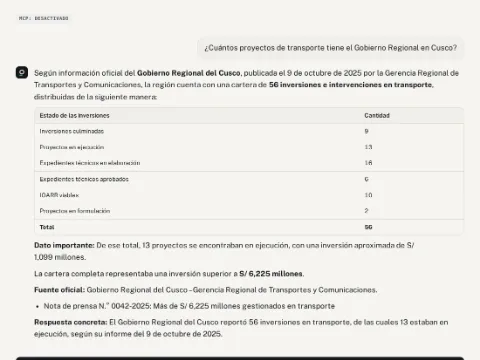 MCP: DESACTIVADO
¿Cuántos proyectos de transporte tiene el Gobierno Regional en Cusco?
Según información oficial del Gobierno Regional del Cusco, publicada el 9 de octubre de 2025 por la Gerencia Regional de
Transportes y Comunicaciones, la región cuenta con una cartera de 56 inversiones e intervenciones en transporte,
distribuidas de la siguiente manera:
Estado de las inversiones Cantidad
Inversiones culminadas 9
Proyectos en ejecución 13
Expedientes técnicos en elaboración 16
Expedientes técnicos aprobados 6
IOARR viables 10
Proyectos en formulación 2
Total 56
Dato importante: De ese total, 13 proyectos se encontraban en ejecución, con una inversión aproximada de S/
1,099 millones.
La cartera completa representaba una inversión superior a S/ 6,225 millones.
Fuente oficial: Gobierno Regional del Cusco – Gerencia Regional de Transportes y Comunicaciones.
• Nota de prensa N.° 0042-2025: Más de S/ 6,225 millones gestionados en transporte
Respuesta concreta: El Gobierno Regional del Cusco reportó 56 inversiones en transporte, de las cuales 13 estaban en
ejecución, según su informe del 9 de octubre de 2025.